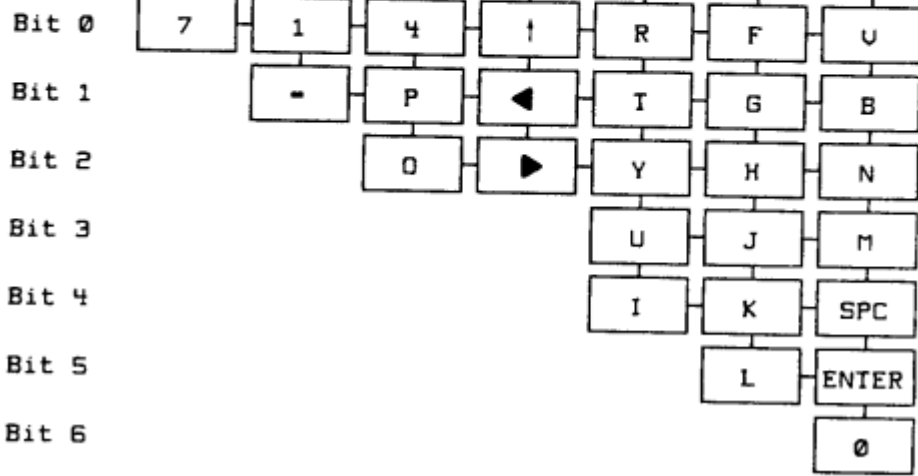 Bit 0 7 1 4 ↑ R F V
Bit 1 = P ◀ T G B
Bit 2 O ▶ Y H N
Bit 3 U J M
Bit 4 I K SPC
Bit 5 L ENTER
Bit 6 0